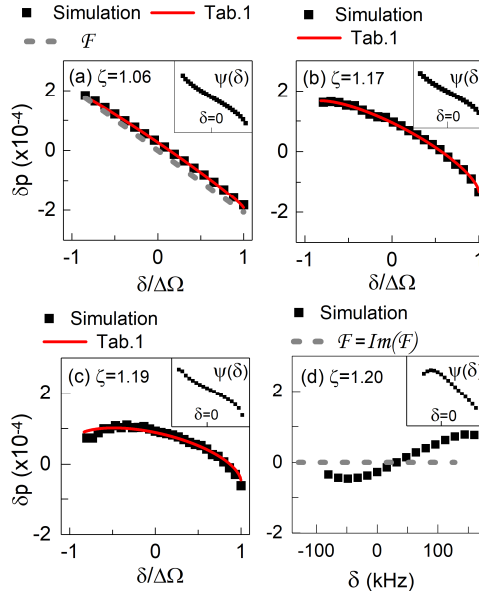 Simulation Tab.1 Simulation
ℱ Tab.1
(a) ζ=1.06 ψ(δ) δ=0
(b) ζ=1.17 ψ(δ) δ=0
δp (x10-4)
2
0
-2
2
0
-2
-1 0 1
-1 0 1
δ/ΔΩ δ/ΔΩ
Simulation Simulation
Tab.1 ℱ=Im(ℱ)
(c) ζ=1.19 ψ(δ) δ=0
(d) ζ=1.20 ψ(δ) δ=0
δp (x10-4)
2
0
-2
2
0
-2
-1 0 1
-100 0 100
δ/ΔΩ δ (kHz)